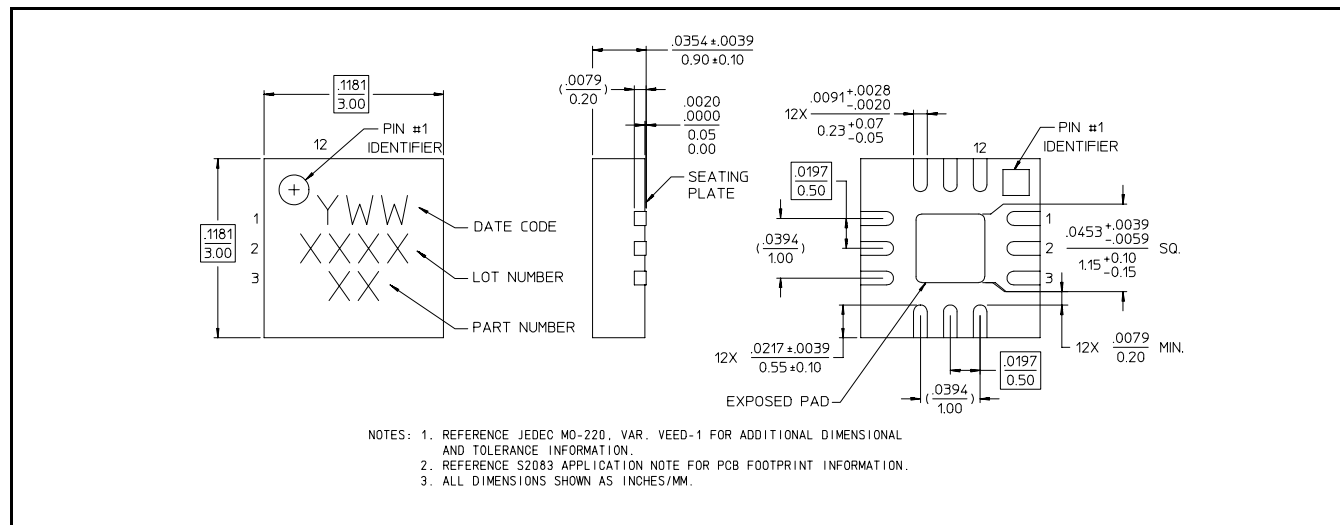 .1181
3.00
12
PIN #1
IDENTIFIER
.1181
3.00
1
2
3
Y W W
X X X X
X X
DATE CODE
LOT NUMBER
PART NUMBER
.0354 ±.0039
0.90 ±0.10
(.0079
0.20)
.0020
.0000
0.05
0.00
SEATING
PLATE
12X .0091 +.0028 -.0020
0.23 +0.07 -0.05
12
PIN #1
IDENTIFIER
.0197
0.50
(.0394
1.00)
1
2
3
.0453 +.0039 -.0059
1.15 +0.10 -0.15
SQ.
12X .0217 ±.0039
0.55 ±0.10
12X .0079
0.20 MIN.
.0197
0.50
(.0394
1.00)
EXPOSED PAD
NOTES: 1. REFERENCE JEDEC MO-220, VAR. VEED-1 FOR ADDITIONAL DIMENSIONAL
AND TOLERANCE INFORMATION.
2. REFERENCE S2083 APPLICATION NOTE FOR PCB FOOTPRINT INFORMATION.
3. ALL DIMENSIONS SHOWN AS INCHES/MM.